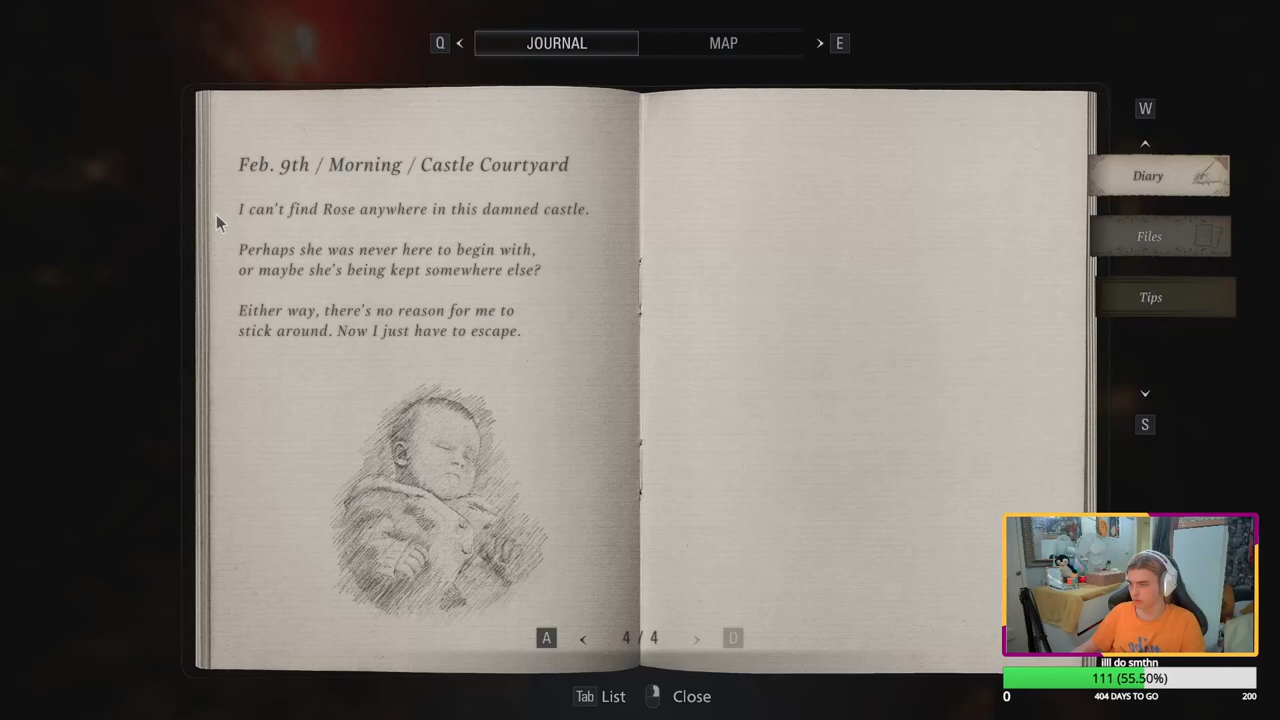 Q
JOURNAL
MAP
E
W
Feb. 9th / Morning / Castle Courtyard
I can't find Rose anywhere in this damned castle.
Perhaps she was never here to begin with,
or maybe she's being kept somewhere else?
Either way, there's no reason for me to
stick around. Now I just have to escape.
Diary
Files
Tips
S
A
4 / 4
D
Tab List Close
illl do smthn
111 (55.50%)
0
404 DAYS TO GO
200